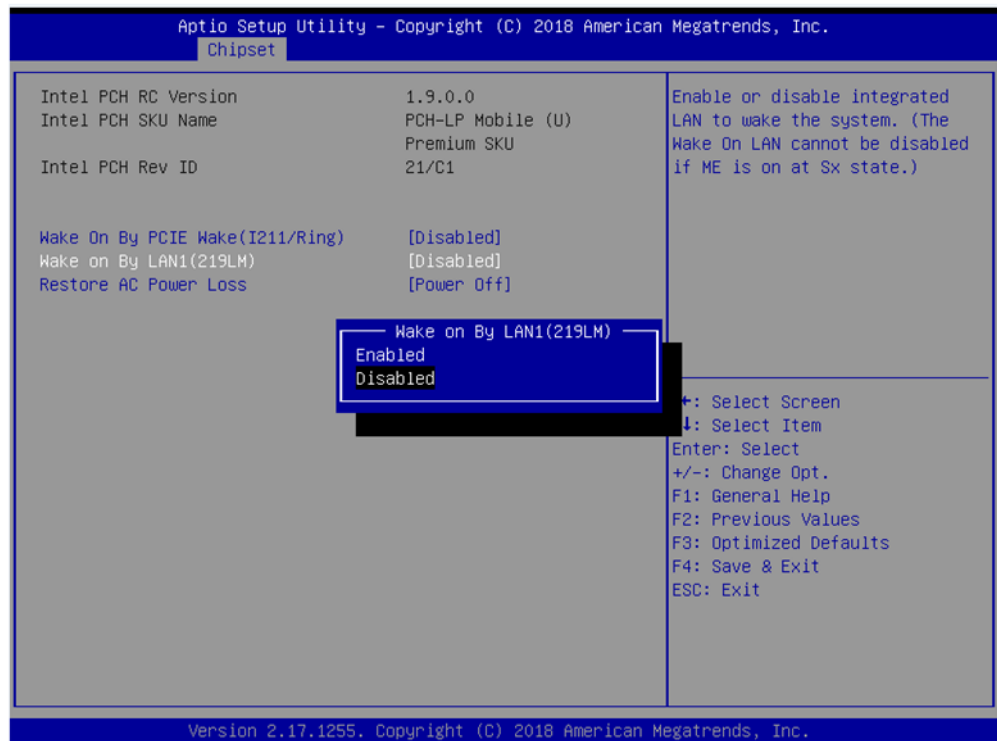 Aptio Setup Utility – Copyright (C) 2018 American Megatrends, Inc.
Chipset
Intel PCH RC Version 1.9.0.0
Intel PCH SKU Name PCH-LP Mobile (U)
Premium SKU
Intel PCH Rev ID 21/C1
Wake On By PCIE Wake(I211/Ring) [Disabled]
Wake on By LAN1(219LM) [Disabled]
Restore AC Power Loss [Power Off]
Wake on By LAN1(219LM)
Enabled
Disabled
Enable or disable integrated
LAN to wake the system. (The
Wake On LAN cannot be disabled
if ME is on at Sx state.)
←: Select Screen
↓: Select Item
Enter: Select
+/-: Change Opt.
F1: General Help
F2: Previous Values
F3: Optimized Defaults
F4: Save & Exit
ESC: Exit
Version 2.17.1255. Copyright (C) 2018 American Megatrends, Inc.